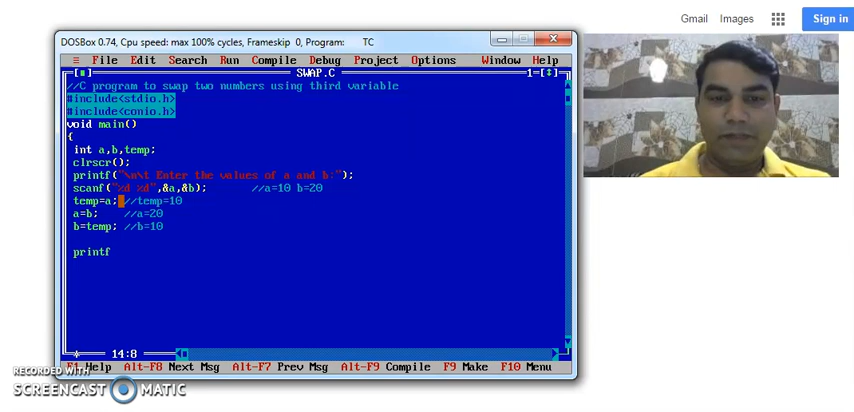 Gmail Images Sign in
DOSBox 0.74, Cpu speed: max 100% cycles, Frameskip 0, Program: TC
≡ File Edit Search Run Compile Debug Project Options Window Help
[■] SWAP.C 1=[↕]
//C program to swap two numbers using third variable
#include<stdio.h>
#include<conio.h>
void main()
{
int a,b,temp;
clrscr();
printf("\n\t Enter the values of a and b:");
scanf("%d %d",&a,&b); //a=10 b=20
temp=a; //temp=10
a=b; //a=20
b=temp; //b=10
printf
14:8
F1 Help Alt-F8 Next Msg Alt-F7 Prev Msg Alt-F9 Compile F9 Make F10 Menu
RECORDED WITH
SCREENCAST MATIC